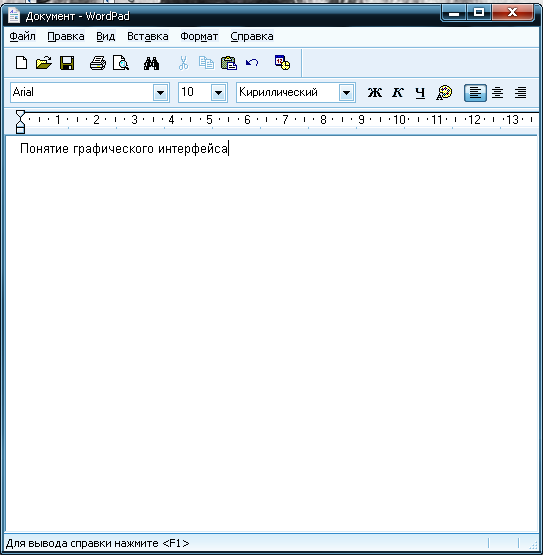 Документ - WordPad
Файл Правка Вид Вставка Формат Справка
Arial 10 Кириллический Ж К Ч
1 2 3 4 5 6 7 8 9 10 11 12 13
Понятие графического интерфейса
Для вывода справки нажмите <F1>